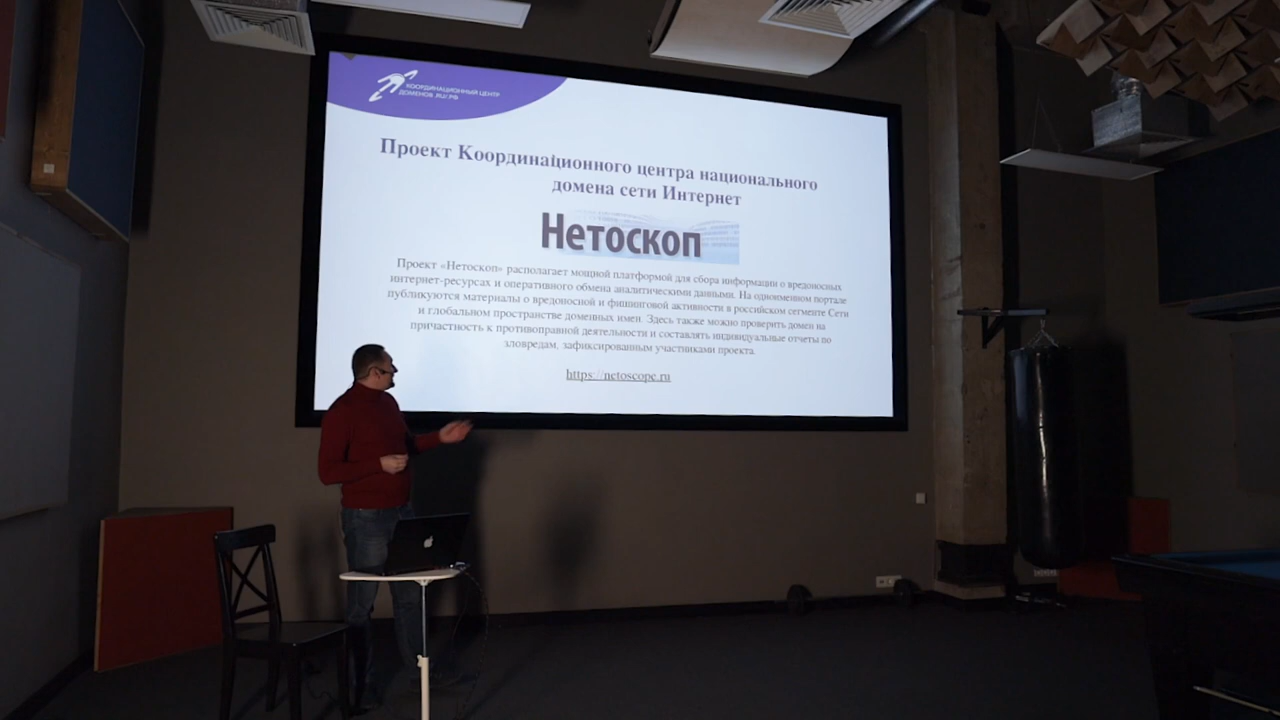 КООРДИНАЦИОННЫЙ ЦЕНТР
ДОМЕНОВ .RU/.РФ
Проект Координационного центра национального
домена сети Интернет
Нетоскоп
Проект «Нетоскоп» располагает мощной платформой для сбора информации о вредоносных
интернет-ресурсах и оперативного обмена аналитическими данными. На одноименном портале
публикуются материалы о вредоносной и фишинговой активности в российском сегменте Сети
и глобальном пространстве доменных имен. Здесь также можно проверить домен на
причастность к противоправной деятельности и составлять индивидуальные отчеты по
зловредам, зафиксированным участниками проекта.
https://netoscope.ru